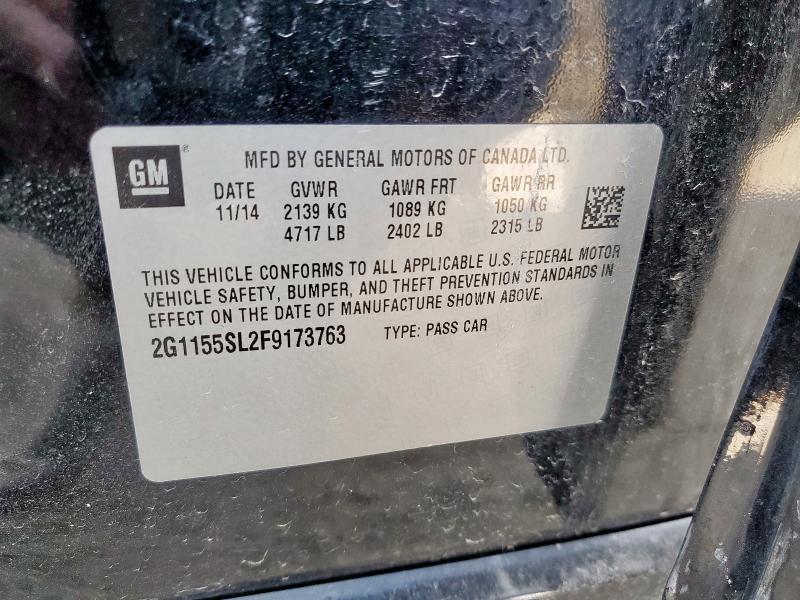 GM ®
MFD BY GENERAL MOTORS OF CANADA LTD.
DATE GVWR GAWR FRT GAWR RR
11/14 2139 KG 1089 KG 1050 KG
4717 LB 2402 LB 2315 LB
THIS VEHICLE CONFORMS TO ALL APPLICABLE U.S. FEDERAL MOTOR
VEHICLE SAFETY, BUMPER, AND THEFT PREVENTION STANDARDS IN
EFFECT ON THE DATE OF MANUFACTURE SHOWN ABOVE.
2G1155SL2F9173763 TYPE: PASS CAR